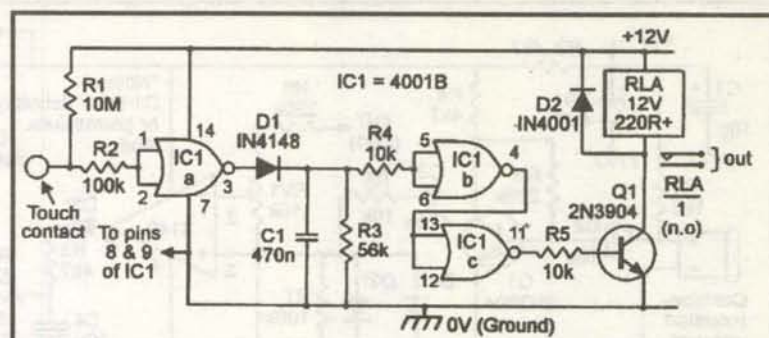 +12V
IC1 = 4001B
R1
10M
R2
100k
Touch
contact
To pins
8 & 9
of IC1
1
2
14
IC1
a
3
7
D1
IN4148
C1
470n
R3
56k
R4
10k
5
6
IC1
b
4
13
12
IC1
c
11
R5
10k
D2
IN4001
RLA
12V
220R+
out
RLA
1
(n.o)
Q1
2N3904
0V (Ground)